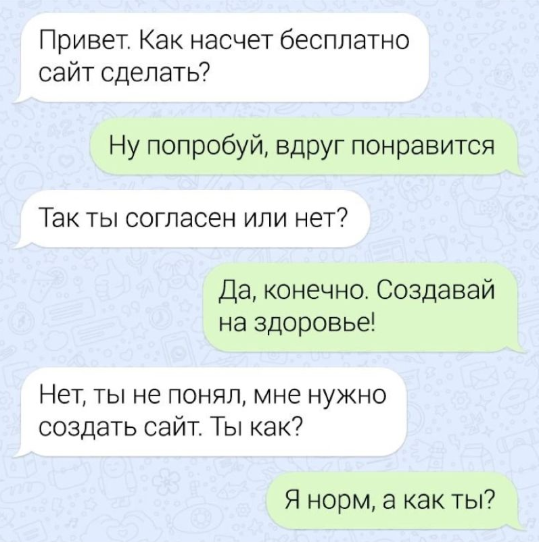 Привет. Как насчет бесплатно
сайт сделать?
Ну попробуй, вдруг понравится
Так ты согласен или нет?
Да, конечно. Создавай
на здоровье!
Нет, ты не понял, мне нужно
создать сайт. Ты как?
Я норм, а как ты?